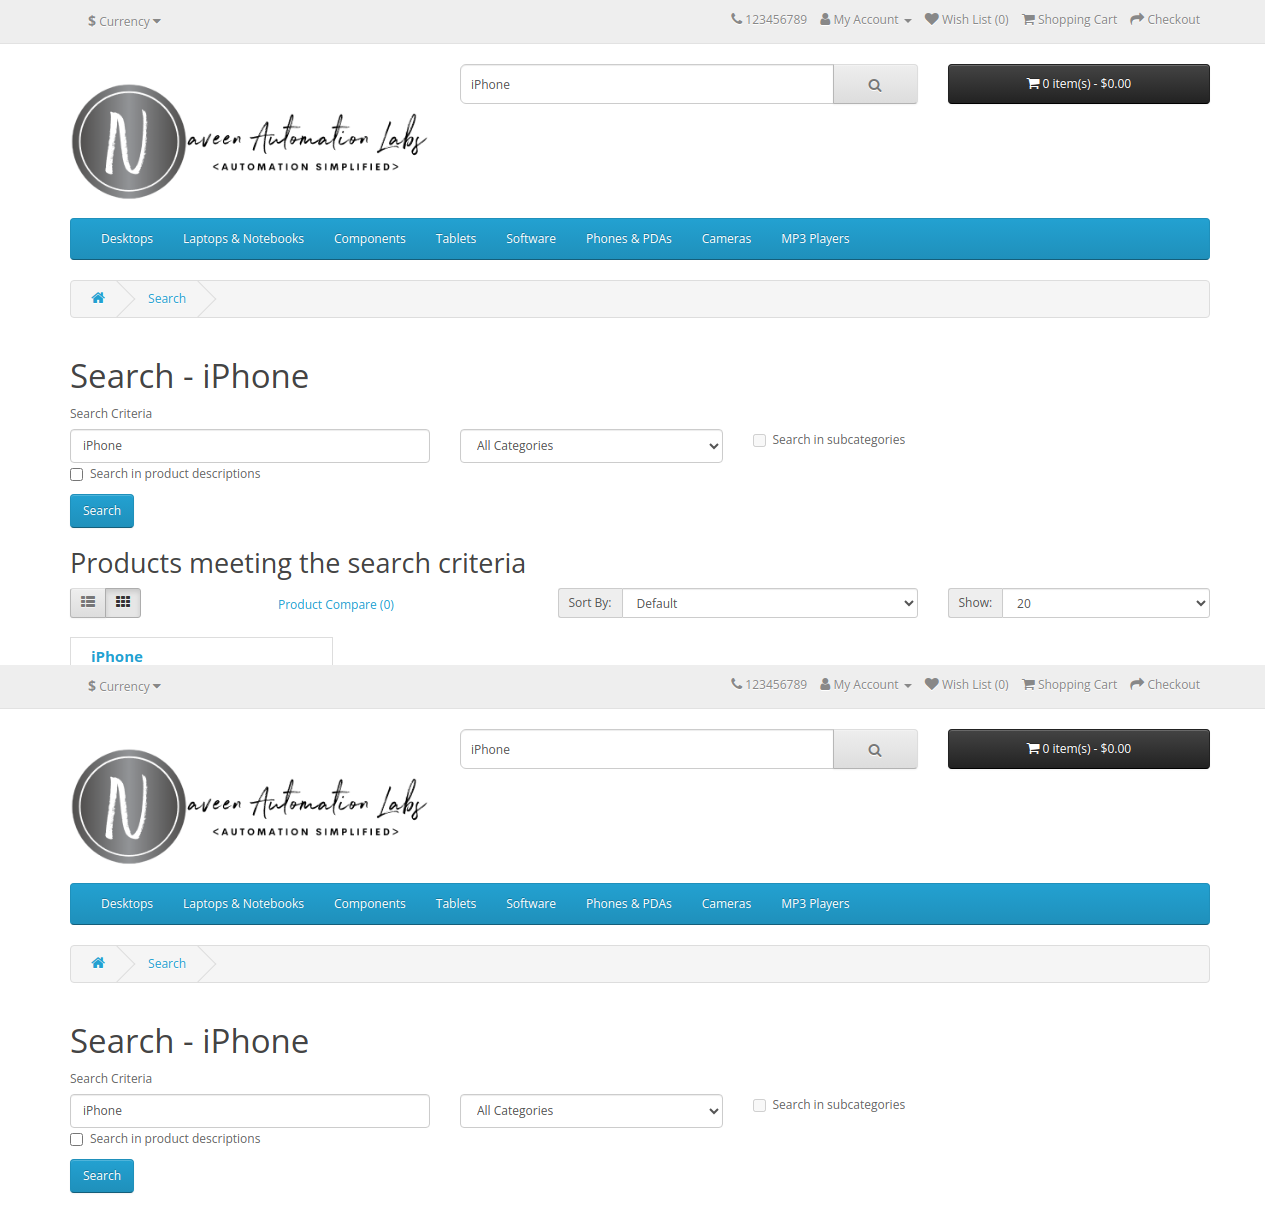 $ Currency
123456789 My Account Wish List (0) Shopping Cart Checkout
iPhone
0 item(s) - $0.00
N
aveen Automation Labs
<AUTOMATION SIMPLIFIED>
Desktops Laptops & Notebooks Components Tablets Software Phones & PDAs Cameras MP3 Players
Search
Search - iPhone
Search Criteria
iPhone All Categories Search in subcategories
Search in product descriptions
Search
Products meeting the search criteria
Product Compare (0) Sort By: Default Show: 20
iPhone
$ Currency
123456789 My Account Wish List (0) Shopping Cart Checkout
iPhone
0 item(s) - $0.00
N
aveen Automation Labs
<AUTOMATION SIMPLIFIED>
Desktops Laptops & Notebooks Components Tablets Software Phones & PDAs Cameras MP3 Players
Search
Search - iPhone
Search Criteria
iPhone All Categories Search in subcategories
Search in product descriptions
Search